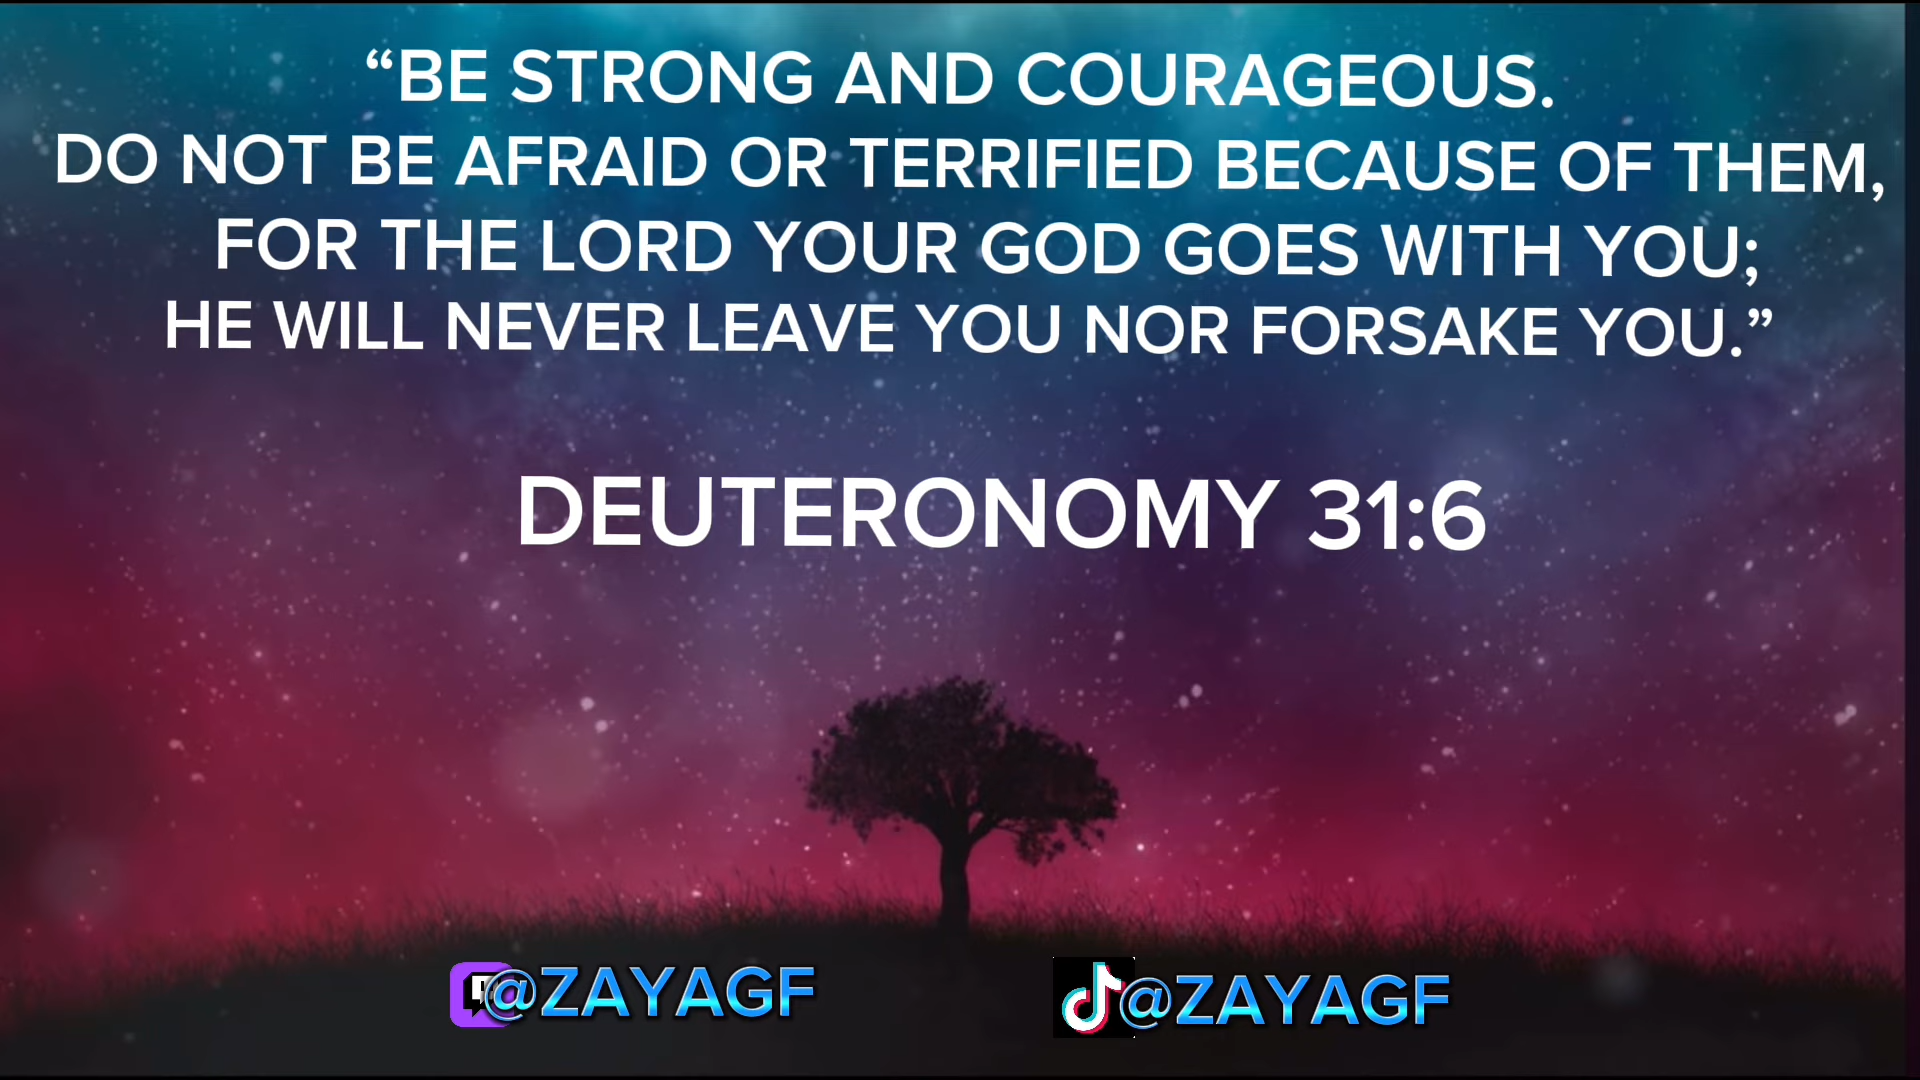 “BE STRONG AND COURAGEOUS.
DO NOT BE AFRAID OR TERRIFIED BECAUSE OF THEM,
FOR THE LORD YOUR GOD GOES WITH YOU;
HE WILL NEVER LEAVE YOU NOR FORSAKE YOU.”
DEUTERONOMY 31:6
@ZAYAGF
@ZAYAGF